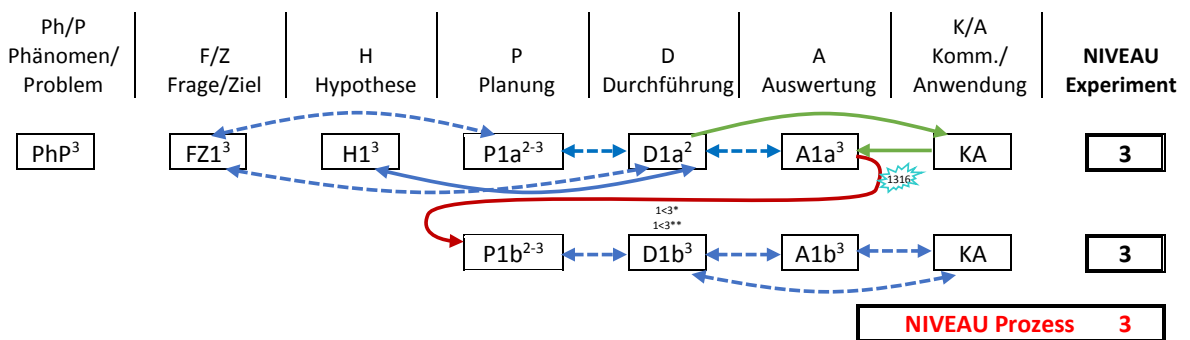 Ph/P
Phänomen/
Problem
F/Z
Frage/Ziel
H
Hypothese
P
Planung
D
Durchführung
A
Auswertung
K/A
Komm./
Anwendung
NIVEAU
Experiment
PhP³
FZ1³
H1³
P1a²⁻³
D1a²
A1a³
KA
3
1316
1<3*
1<3**
P1b²⁻³
D1b³
A1b³
KA
3
NIVEAU Prozess 3